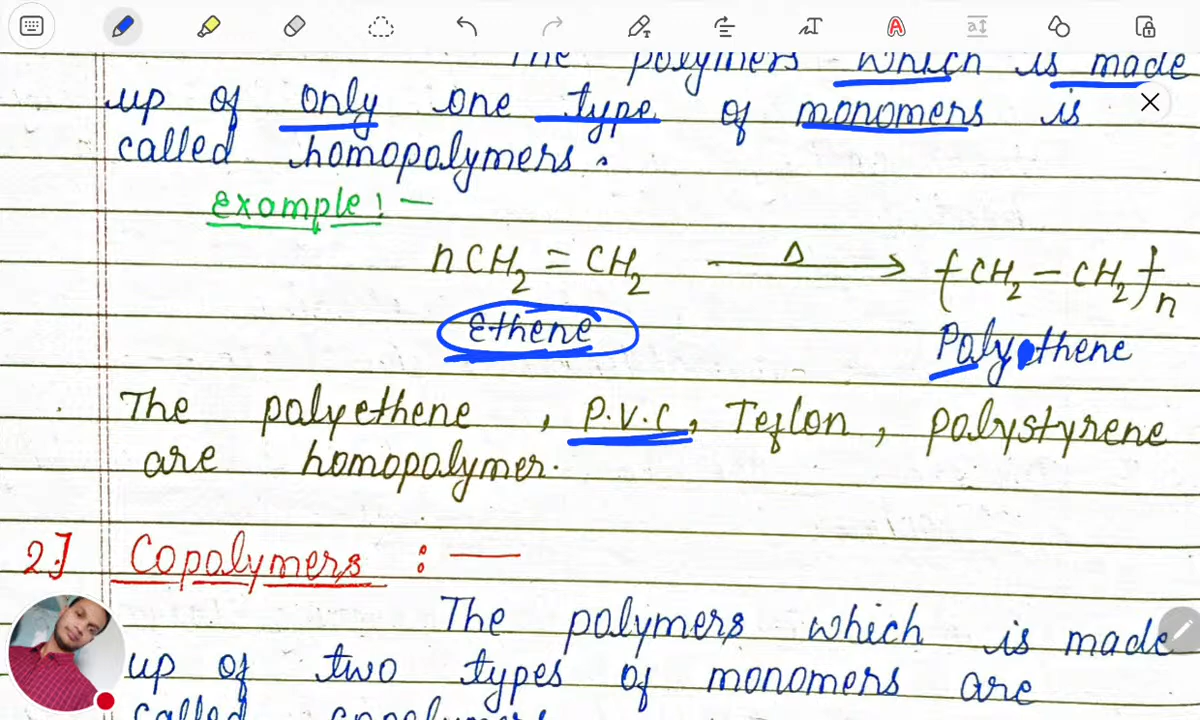 The polymers which is made
up of only one type of monomers is
called homopolymers.
example:-
nCH2 = CH2 —Δ→ {CH2 - CH2}n
Ethene Polyethene
The polyethene, P.V.C, Teflon, polystyrene
are homopolymer.
2] Copolymers :-
The polymers which is made
up of two types of monomers are
called copolymers